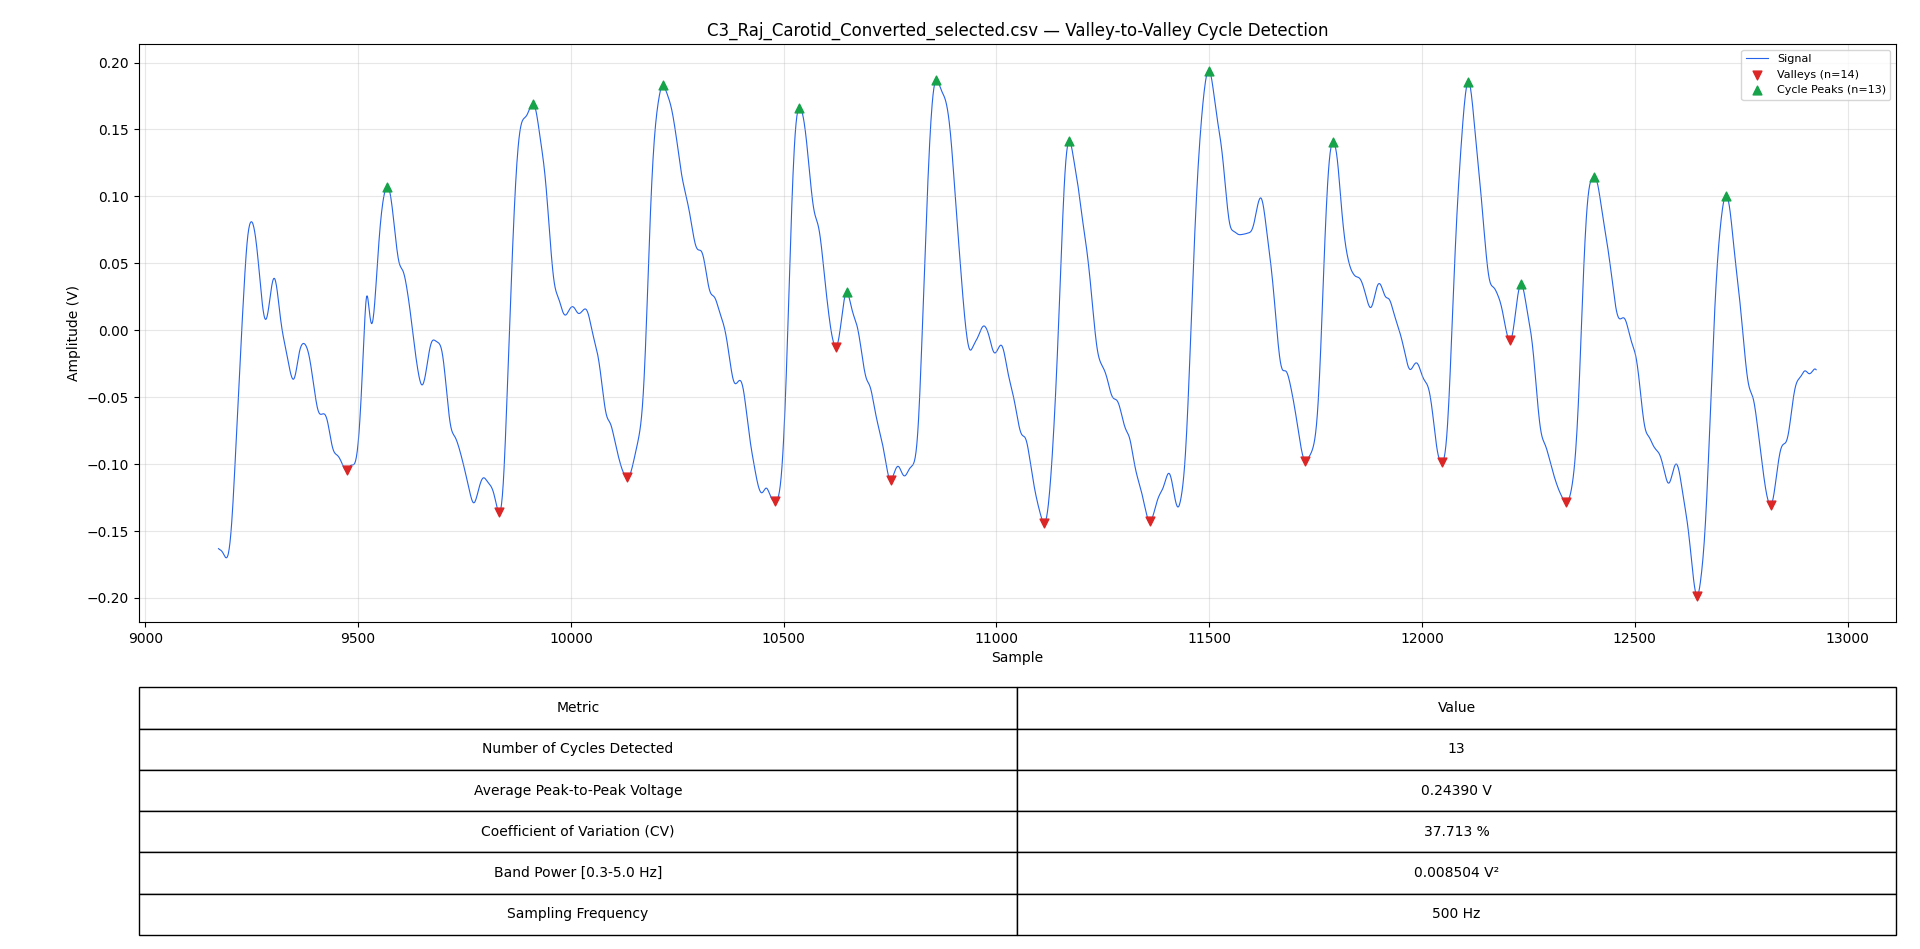 C3_Raj_Carotid_Converted_selected.csv — Valley-to-Valley Cycle Detection
Signal
Valleys (n=14)
Cycle Peaks (n=13)
Amplitude (V)
0.20
0.15
0.10
0.05
0.00
−0.05
−0.10
−0.15
−0.20
9000 9500 10000 10500 11000 11500 12000 12500 13000
Sample
Metric Value
Number of Cycles Detected 13
Average Peak-to-Peak Voltage 0.24390 V
Coefficient of Variation (CV) 37.713 %
Band Power [0.3-5.0 Hz] 0.008504 V²
Sampling Frequency 500 Hz